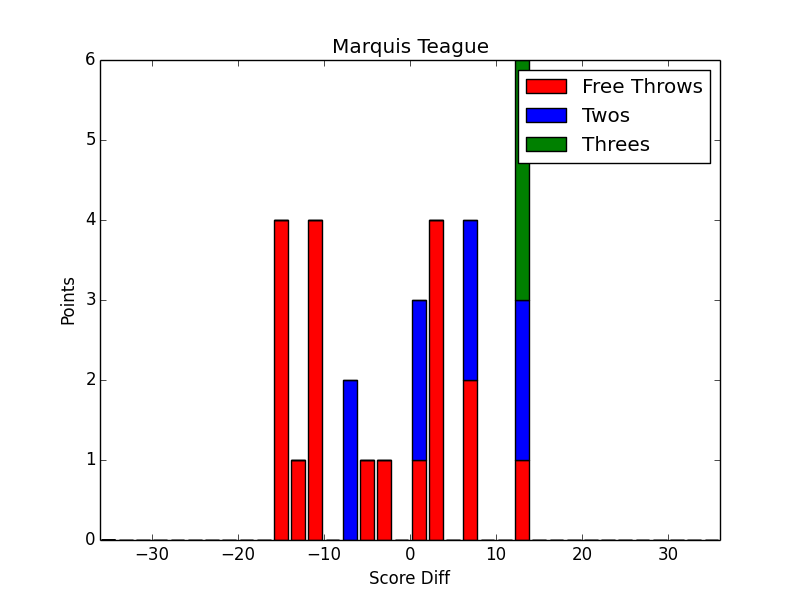 Marquis Teague
Free Throws
Twos
Threes
Points
6
5
4
3
2
1
0
−30 −20 −10 0 10 20 30
Score Diff